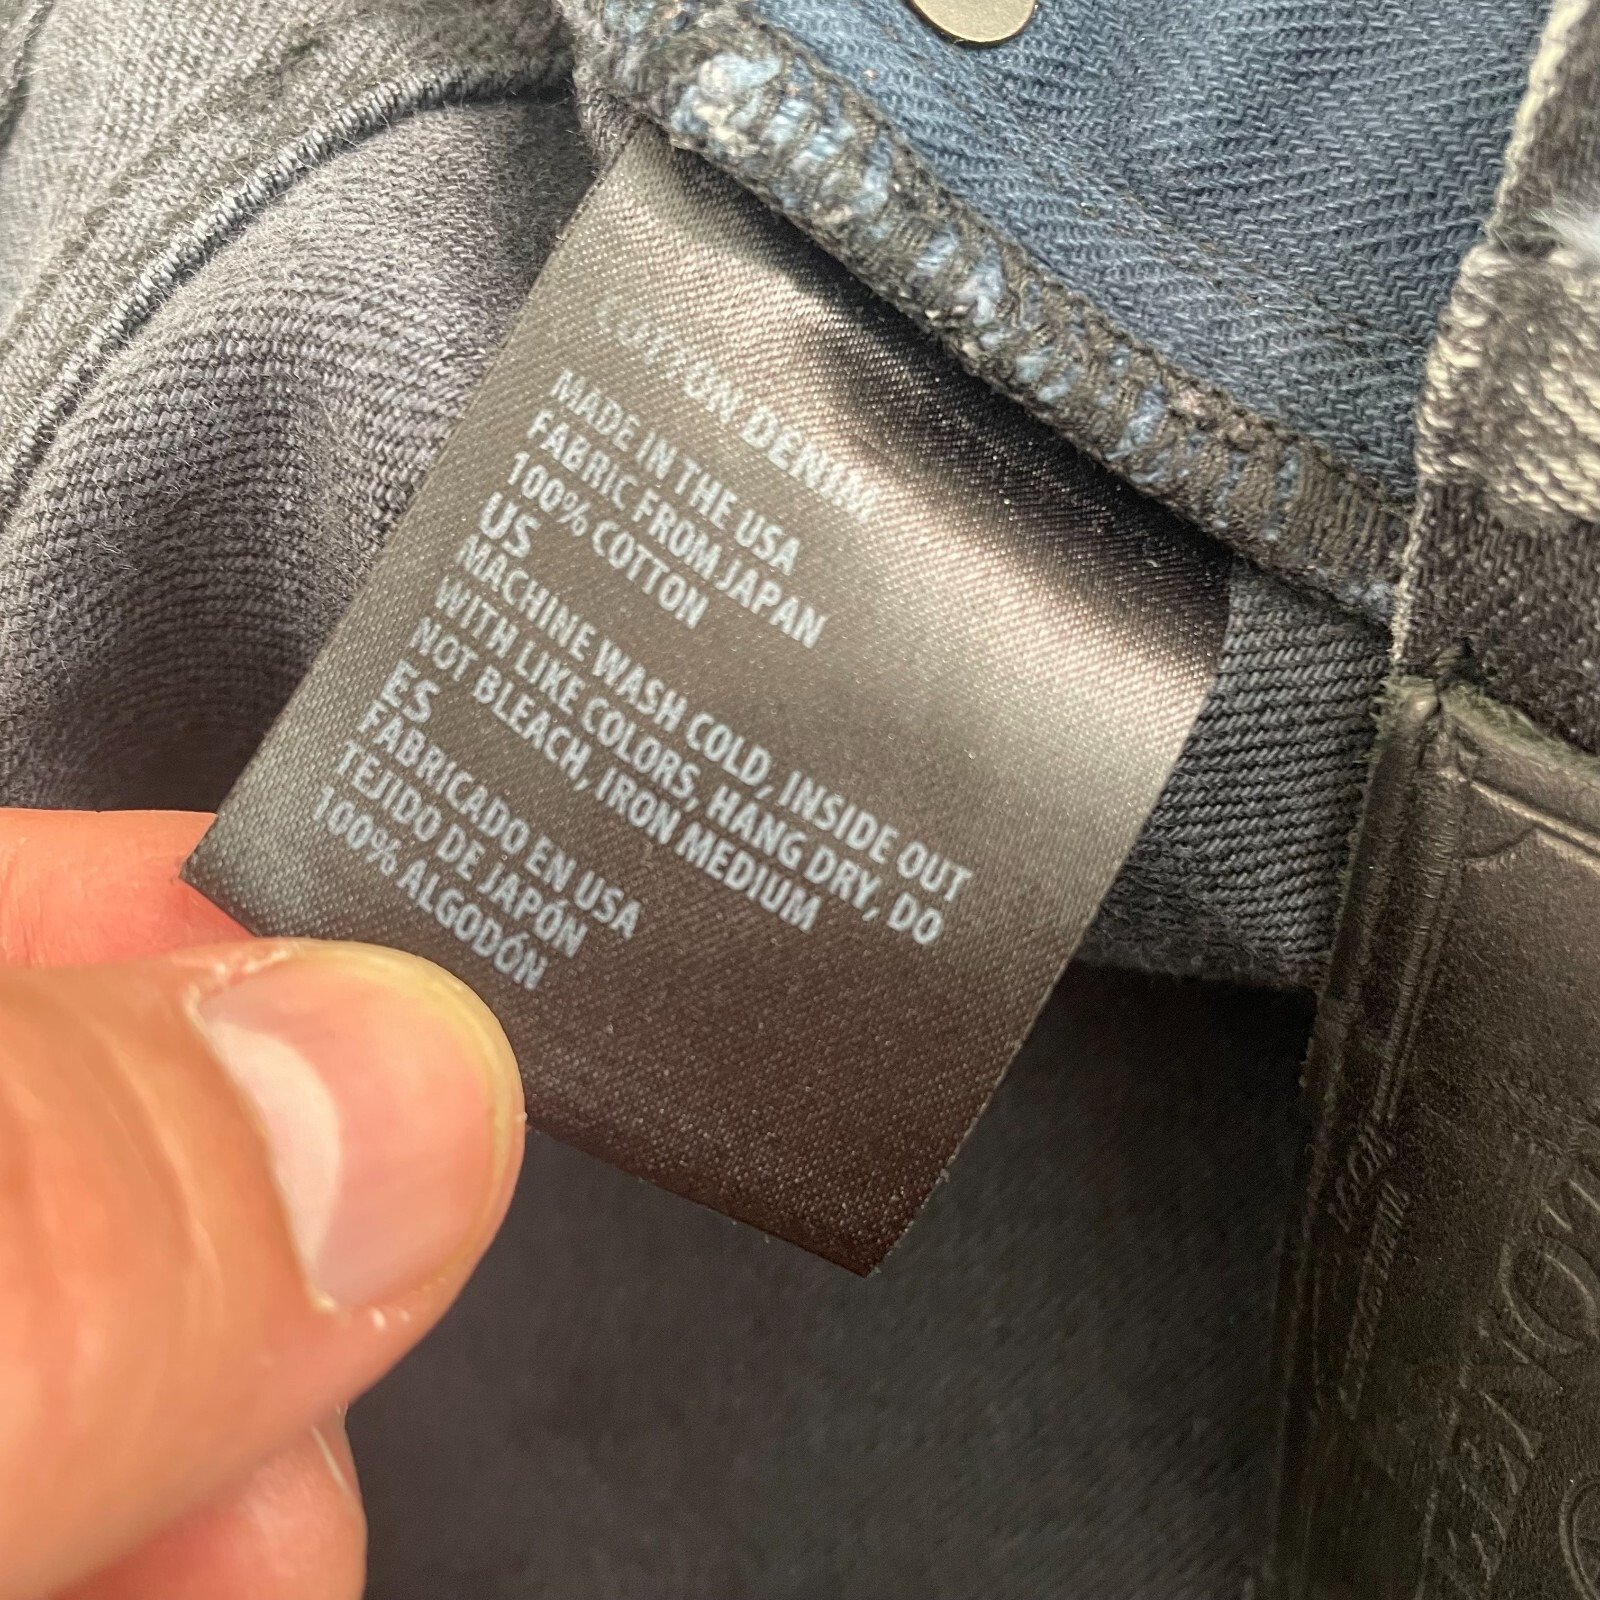 COTTON DENIM
MADE IN THE USA
FABRIC FROM JAPAN
100% COTTON
US
MACHINE WASH COLD, INSIDE OUT
WITH LIKE COLORS, HANG DRY, DO
NOT BLEACH, IRON MEDIUM
ES
FABRICADO EN USA
TEJIDO DE JAPÓN
100% ALGODÓN